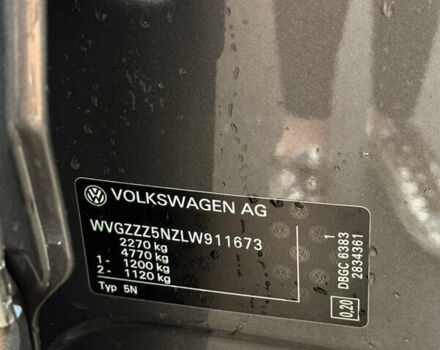 VOLKSWAGEN AG
WVGZZZ5NZLW911673
2270 kg
4770 kg
1- 1200 kg
2- 1120 kg
Typ 5N
1
DBGC 6383
2834361
0,20